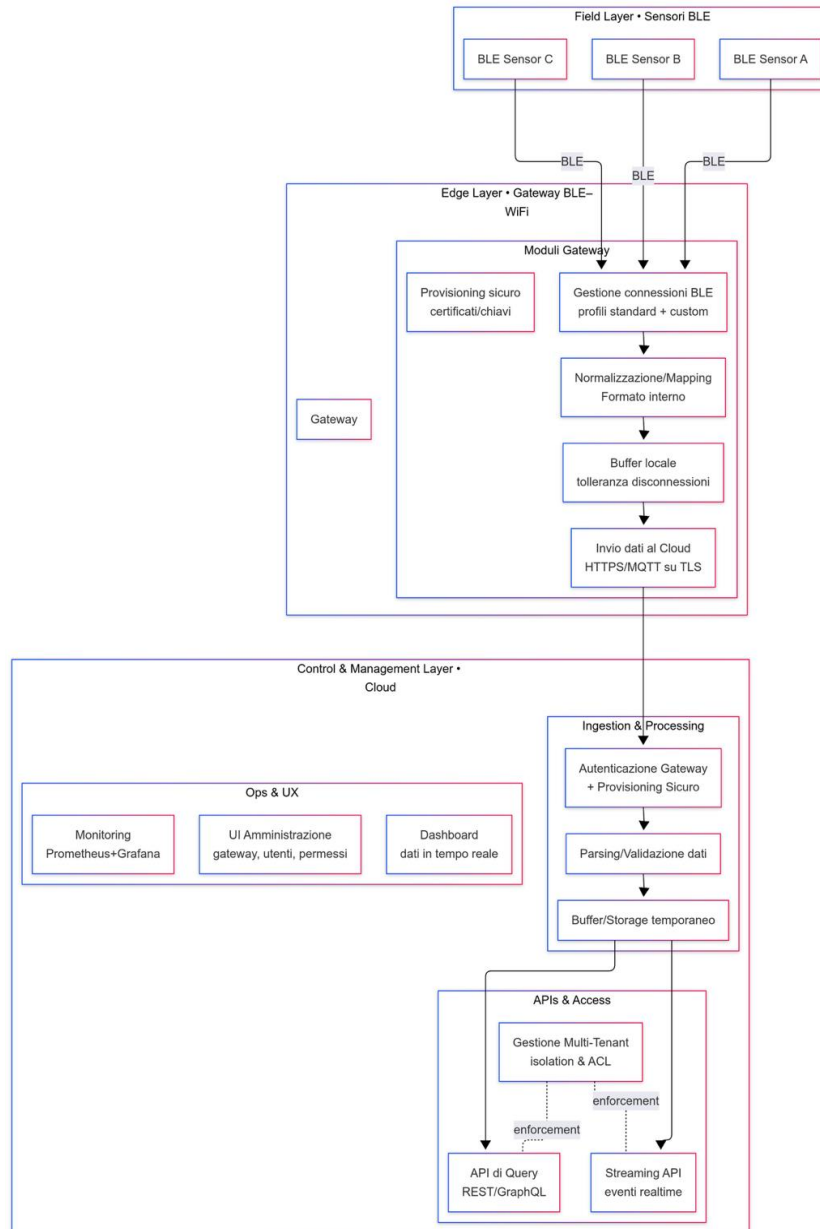 Field Layer • Sensori BLE
BLE Sensor C
BLE Sensor B
BLE Sensor A
BLE
BLE
BLE
Edge Layer • Gateway BLE–
WiFi
Moduli Gateway
Provisioning sicuro
certificati/chiavi
Gestione connessioni BLE
profili standard + custom
Normalizzazione/Mapping
Formato interno
Gateway
Buffer locale
tolleranza disconnessioni
Invio dati al Cloud
HTTPS/MQTT su TLS
Control & Management Layer •
Cloud
Ingestion & Processing
Autenticazione Gateway
+ Provisioning Sicuro
Ops & UX
Monitoring
Prometheus+Grafana
UI Amministrazione
gateway, utenti, permessi
Dashboard
dati in tempo reale
Parsing/Validazione dati
Buffer/Storage temporaneo
APIs & Access
Gestione Multi-Tenant
isolation & ACL
enforcement
enforcement
API di Query
REST/GraphQL
Streaming API
eventi realtime